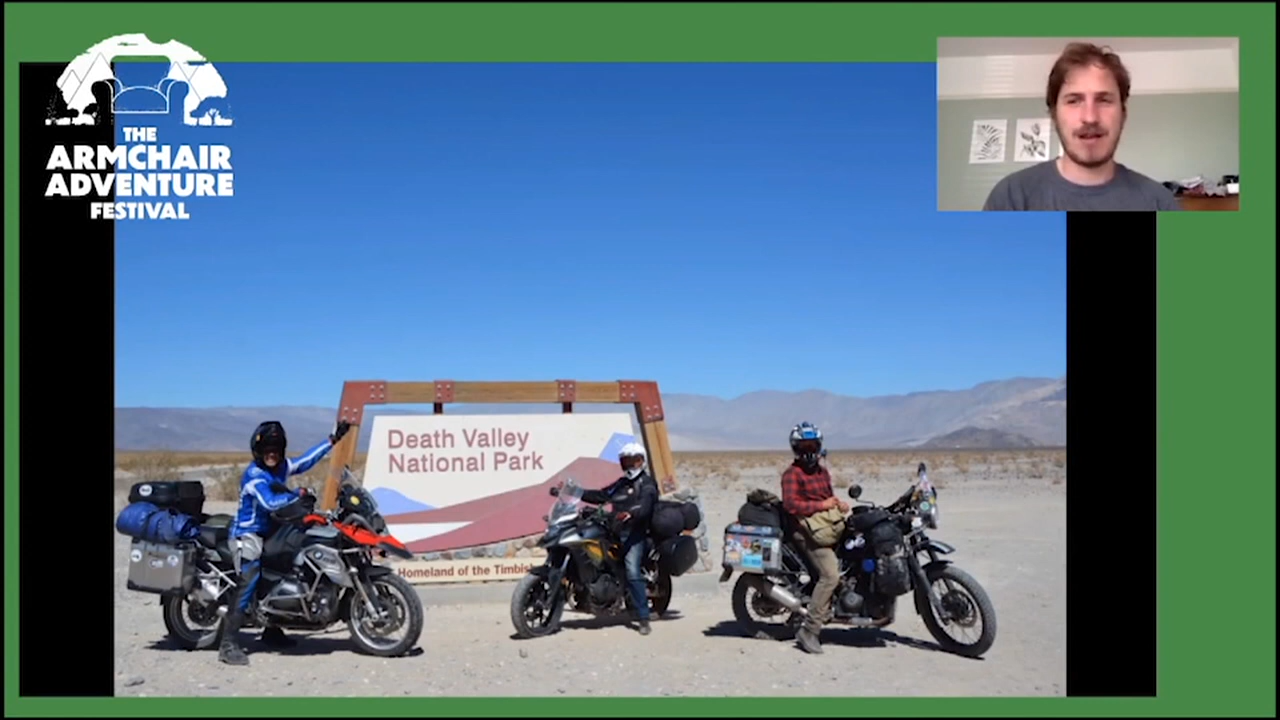 THE
ARMCHAIR
ADVENTURE
FESTIVAL
Death Valley
National Park
Homeland of the Timbis